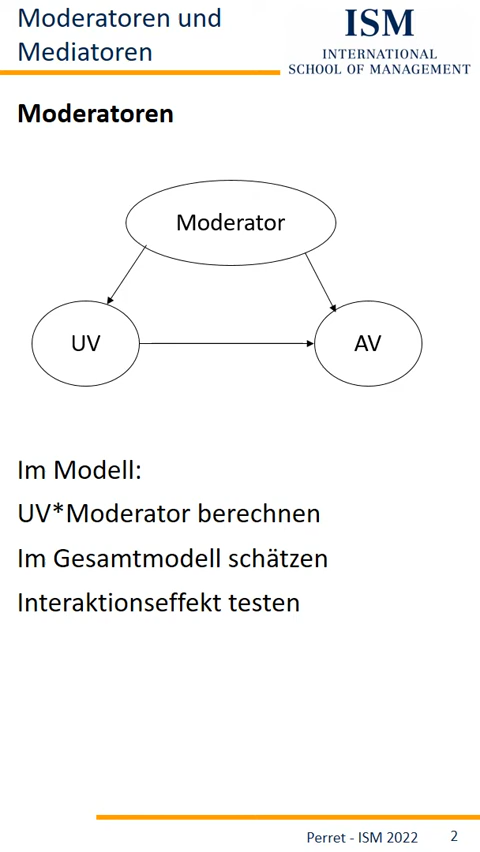 Moderatoren und
Mediatoren
ISM
INTERNATIONAL
SCHOOL OF MANAGEMENT
Moderatoren
Moderator
UV
AV
Im Modell:
UV*Moderator berechnen
Im Gesamtmodell schätzen
Interaktionseffekt testen
Perret - ISM 2022
2